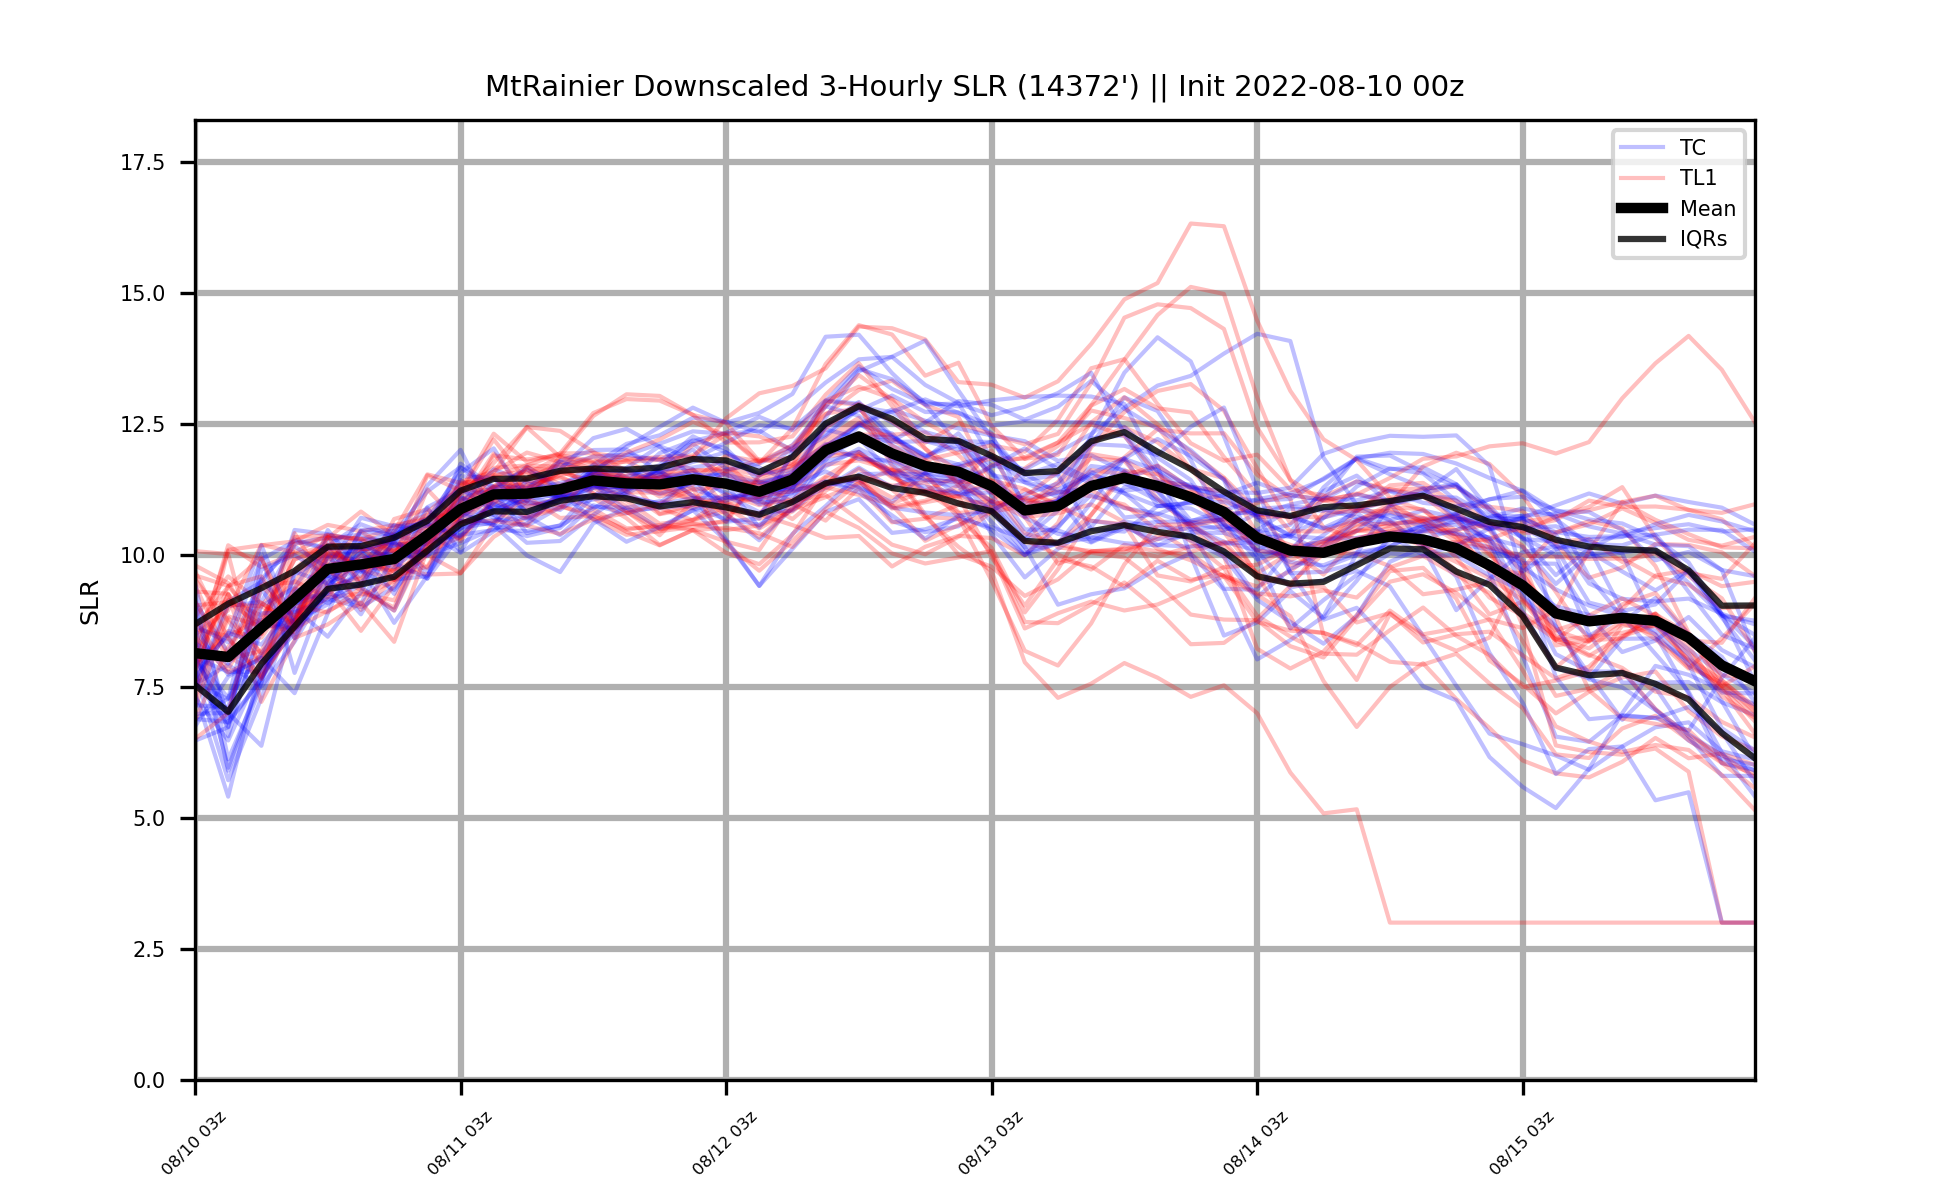 MtRainier Downscaled 3-Hourly SLR (14372') || Init 2022-08-10 00z
TC
TL1
Mean
IQRs
17.5
15.0
12.5
10.0
7.5
5.0
2.5
0.0
SLR
08/10 03z
08/11 03z
08/12 03z
08/13 03z
08/14 03z
08/15 03z